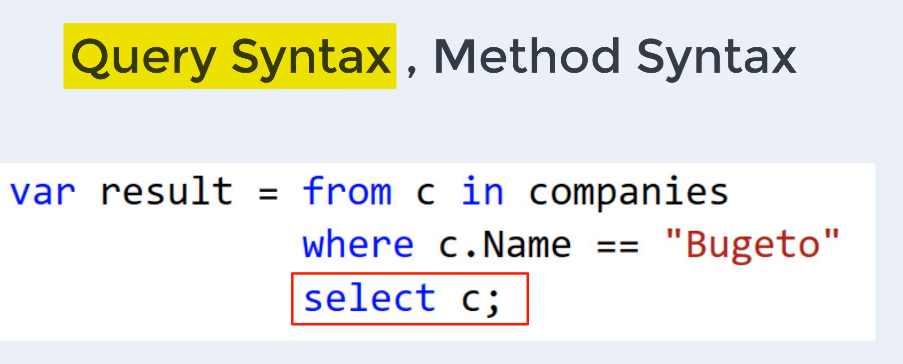 Query Syntax , Method Syntax
var result = from c in companies
where c.Name == "Bugeto"
select c;